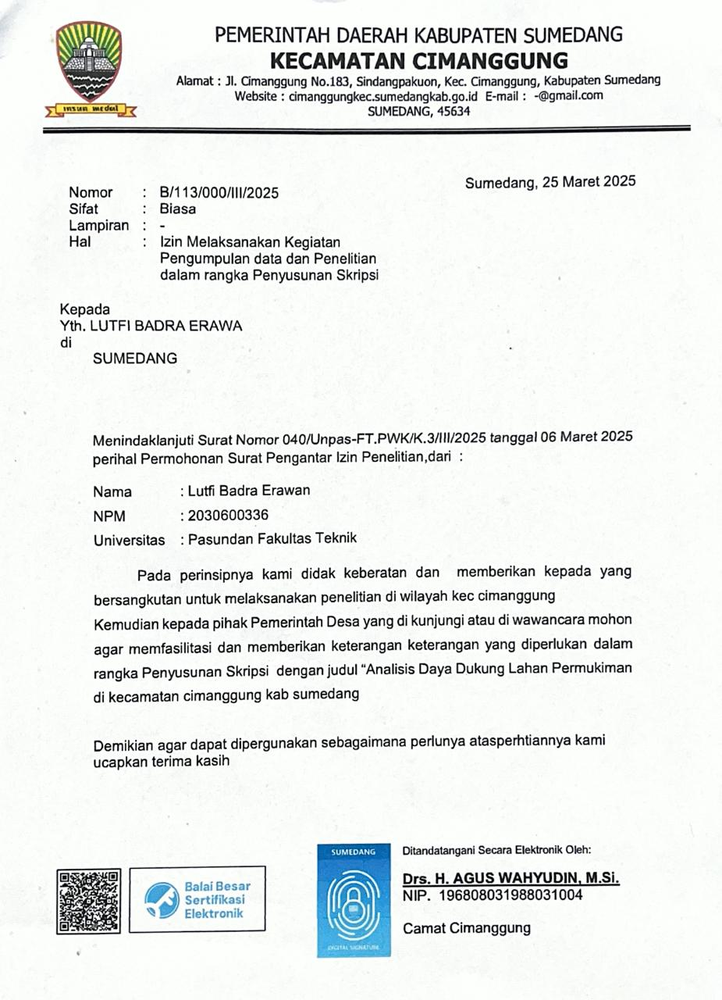 PEMERINTAH DAERAH KABUPATEN SUMEDANG
KECAMATAN CIMANGGUNG
Alamat : Jl. Cimanggung No.183, Sindangpakuon, Kec. Cimanggung, Kabupaten Sumedang
Website : cimanggungkec.sumedangkab.go.id E-mail : -@gmail.com
SUMEDANG, 45634
insun medal
Sumedang, 25 Maret 2025
Nomor : B/113/000/III/2025
Sifat : Biasa
Lampiran : -
Hal : Izin Melaksanakan Kegiatan
Pengumpulan data dan Penelitian
dalam rangka Penyusunan Skripsi
Kepada
Yth. LUTFI BADRA ERAWA
di
SUMEDANG
Menindaklanjuti Surat Nomor 040/Unpas-FT.PWK/K.3/III/2025 tanggal 06 Maret 2025
perihal Permohonan Surat Pengantar Izin Penelitian,dari :
Nama : Lutfi Badra Erawan
NPM : 2030600336
Universitas : Pasundan Fakultas Teknik
Pada perinsipnya kami didak keberatan dan memberikan kepada yang
bersangkutan untuk melaksanakan penelitian di wilayah kec cimanggung
Kemudian kepada pihak Pemerintah Desa yang di kunjungi atau di wawancara mohon
agar memfasilitasi dan memberikan keterangan keterangan yang diperlukan dalam
rangka Penyusunan Skripsi dengan judul “Analisis Daya Dukung Lahan Permukiman
di kecamatan cimanggung kab sumedang
Demikian agar dapat dipergunakan sebagaimana perlunya atasperhtiannya kami
ucapkan terima kasih
Balai Besar
Sertifikasi
Elektronik
SUMEDANG
DIGITAL SIGNATURE
Ditandatangani Secara Elektronik Oleh:
Drs. H. AGUS WAHYUDIN, M.Si.
NIP. 196808031988031004
Camat Cimanggung